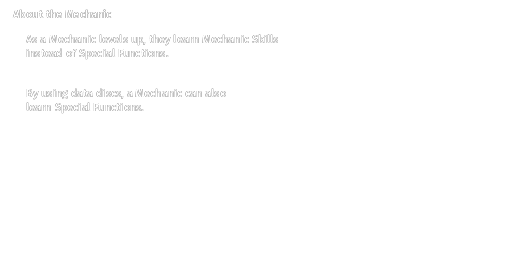 About the Mechanic
As a Mechanic levels up, they learn Mechanic Skills
instead of Special Functions.
By using data discs, a Mechanic can also
learn Special Functions.